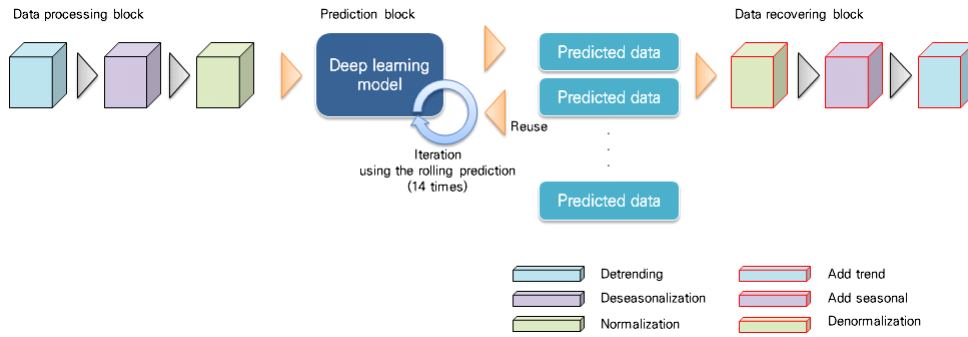 Data processing block
Prediction block
Data recovering block
Deep learning
model
Predicted data
Predicted data
Reuse
Iteration
using the rolling prediction
(14 times)
Predicted data
Detrending
Add trend
Deseasonalization
Add seasonal
Normalization
Denormalization